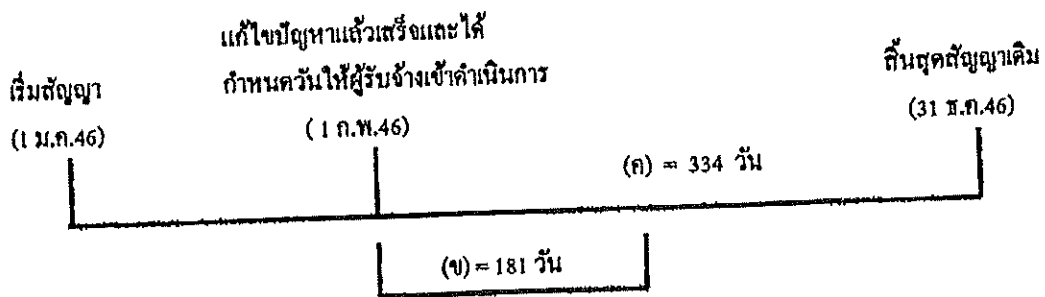 แก้ไขปัญหาแล้วเสร็จและได้
กำหนดวันให้ผู้รับจ้างเข้าดำเนินการ
(1 ก.พ.46)
เริ่มสัญญา
(1 ม.ค.46)
สิ้นสุดสัญญาเดิม
(31 ธ.ค.46)
(ค) = 334 วัน
(ข) = 181 วัน